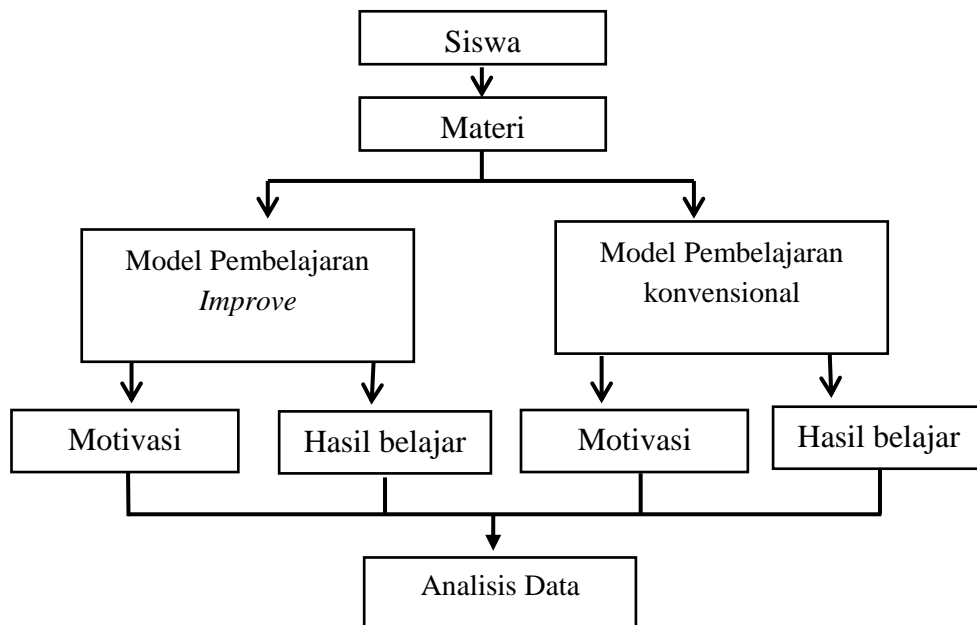 Siswa
Materi
Model Pembelajaran
Improve
Model Pembelajaran
konvensional
Motivasi
Hasil belajar
Motivasi
Hasil belajar
Analisis Data